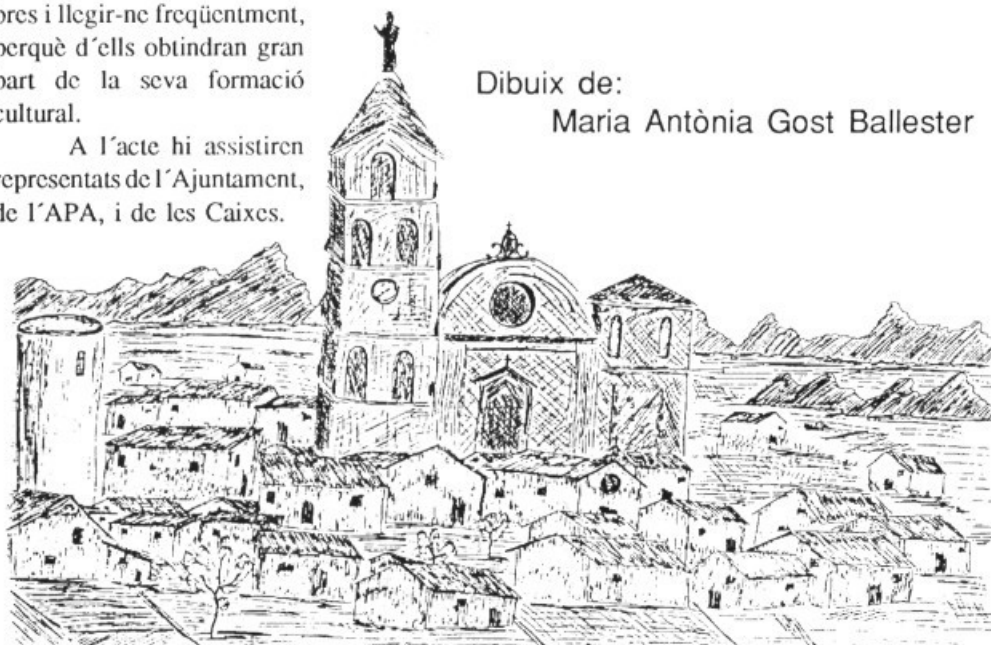 i llegir-ne freqüentment,
perquè d´ells obtindran gran
part de la seva formació
cultural.
A l´acte hi assistiren
representats de l´Ajuntament,
de l´APA, i de les Caixes.
Dibuix de:
Maria Antònia Gost Ballester